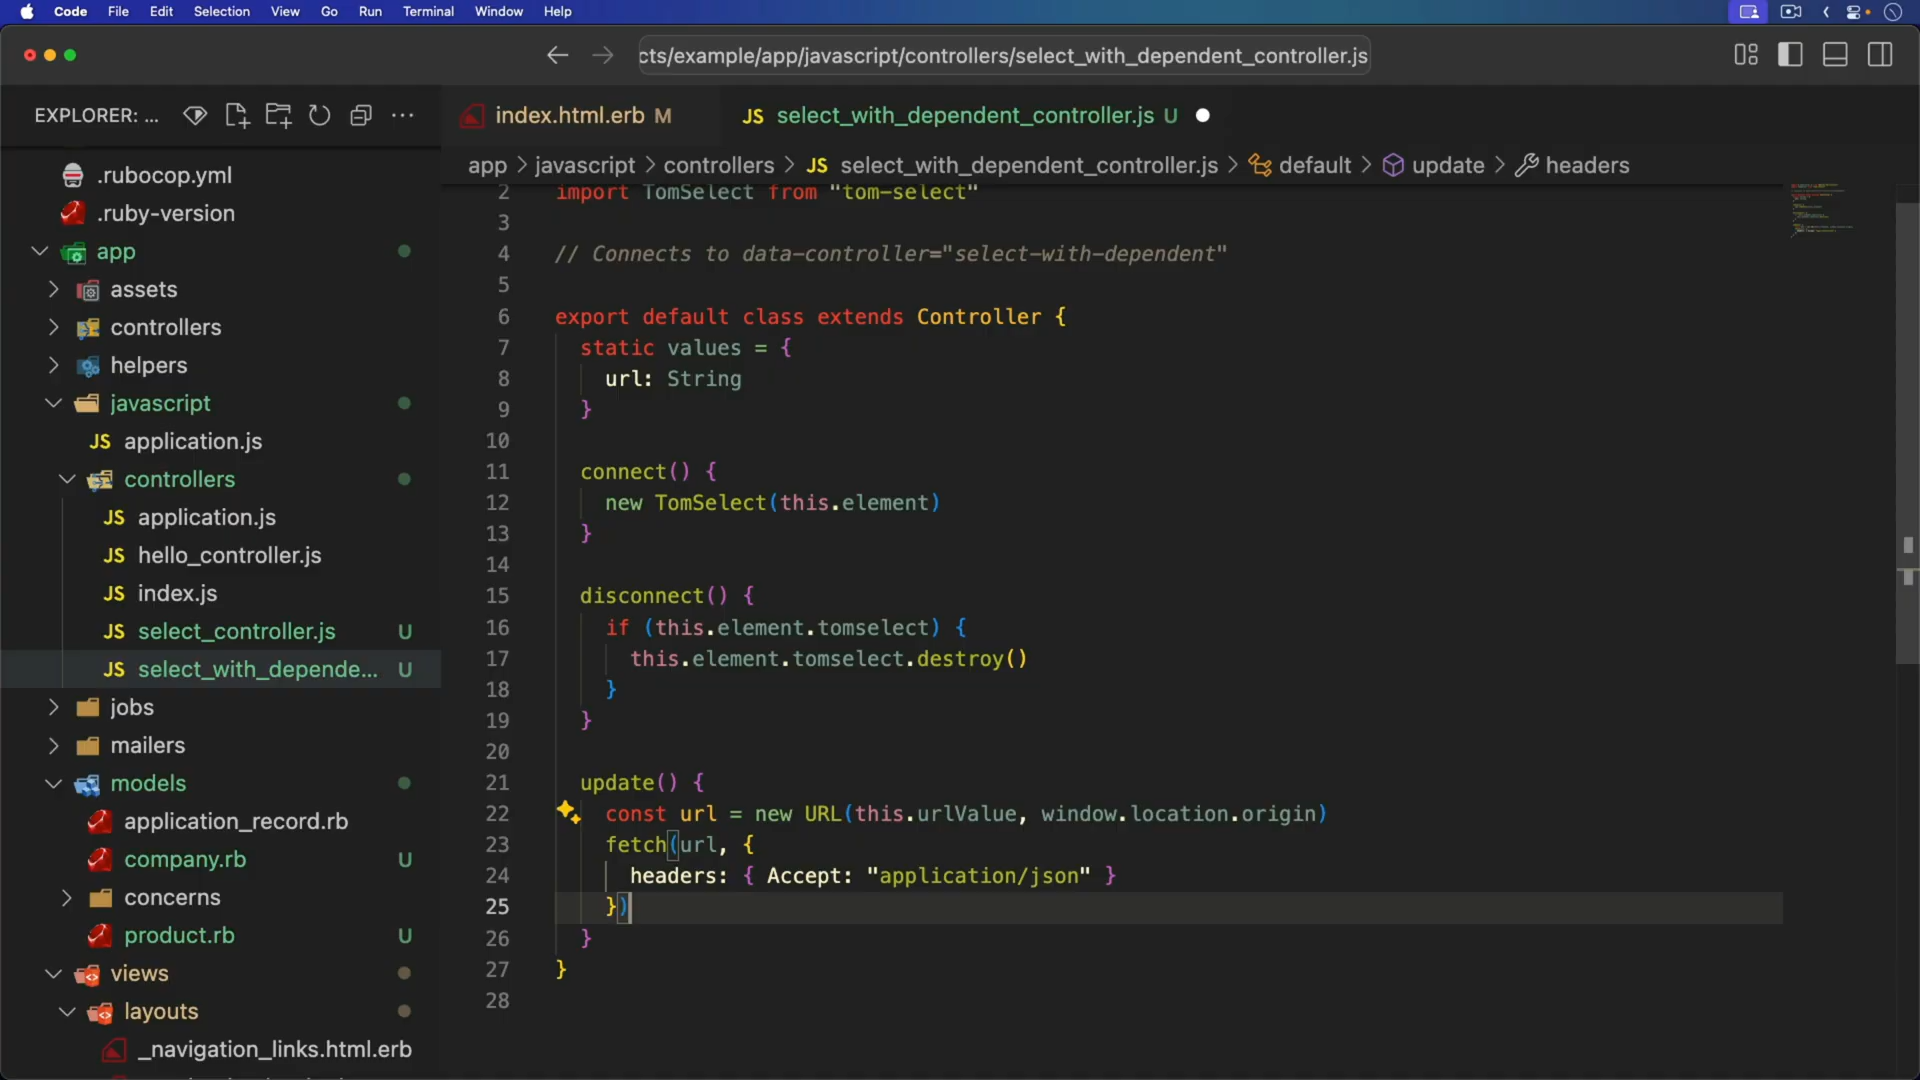 Code File Edit Selection View Go Run Terminal Window Help
cts/example/app/javascript/controllers/select_with_dependent_controller.js
EXPLORER: ...
index.html.erb M
JS select_with_dependent_controller.js U
app > javascript > controllers > JS select_with_dependent_controller.js > default > update > headers
.rubocop.yml
.ruby-version
app
assets
controllers
helpers
javascript
JS application.js
controllers
JS application.js
JS hello_controller.js
JS index.js
JS select_controller.js U
JS select_with_depende... U
jobs
mailers
models
application_record.rb
company.rb U
concerns
product.rb U
views
layouts
_navigation_links.html.erb
2 import TomSelect from "tom-select"
3
4 // Connects to data-controller="select-with-dependent"
5
6 export default class extends Controller {
7 static values = {
8 url: String
9 }
10
11 connect() {
12 new TomSelect(this.element)
13 }
14
15 disconnect() {
16 if (this.element.tomselect) {
17 this.element.tomselect.destroy()
18 }
19 }
20
21 update() {
22 const url = new URL(this.urlValue, window.location.origin)
23 fetch(url, {
24 headers: { Accept: "application/json" }
25 })
26 }
27 }
28